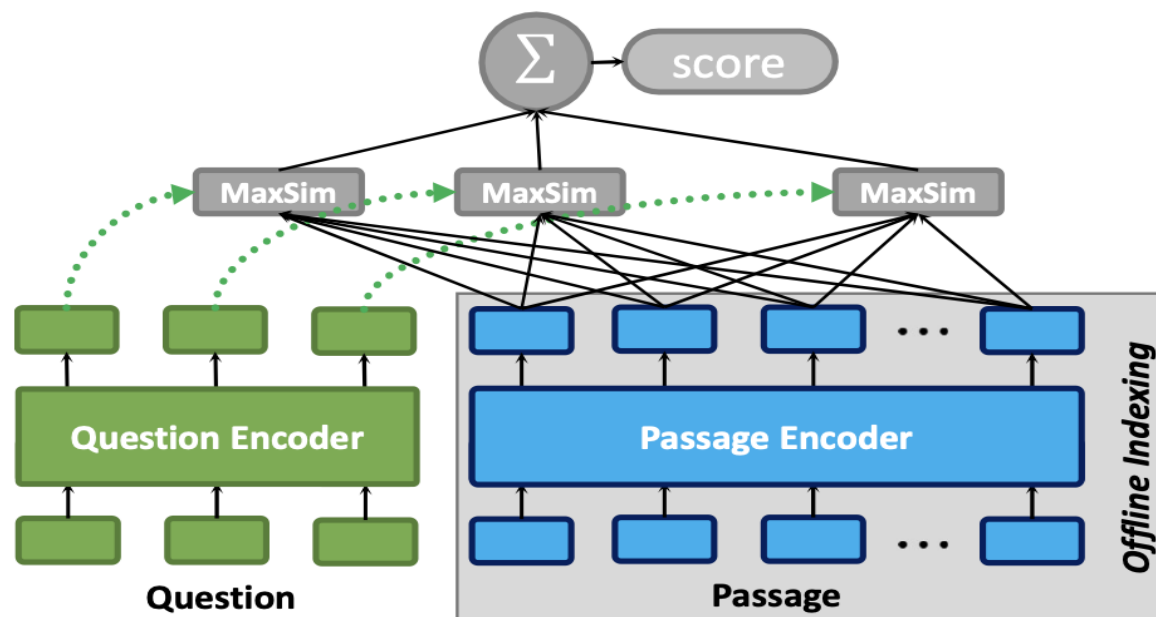 Σ
score
MaxSim
MaxSim
MaxSim
...
Question Encoder
Passage Encoder
...
Question
Passage
Offline Indexing